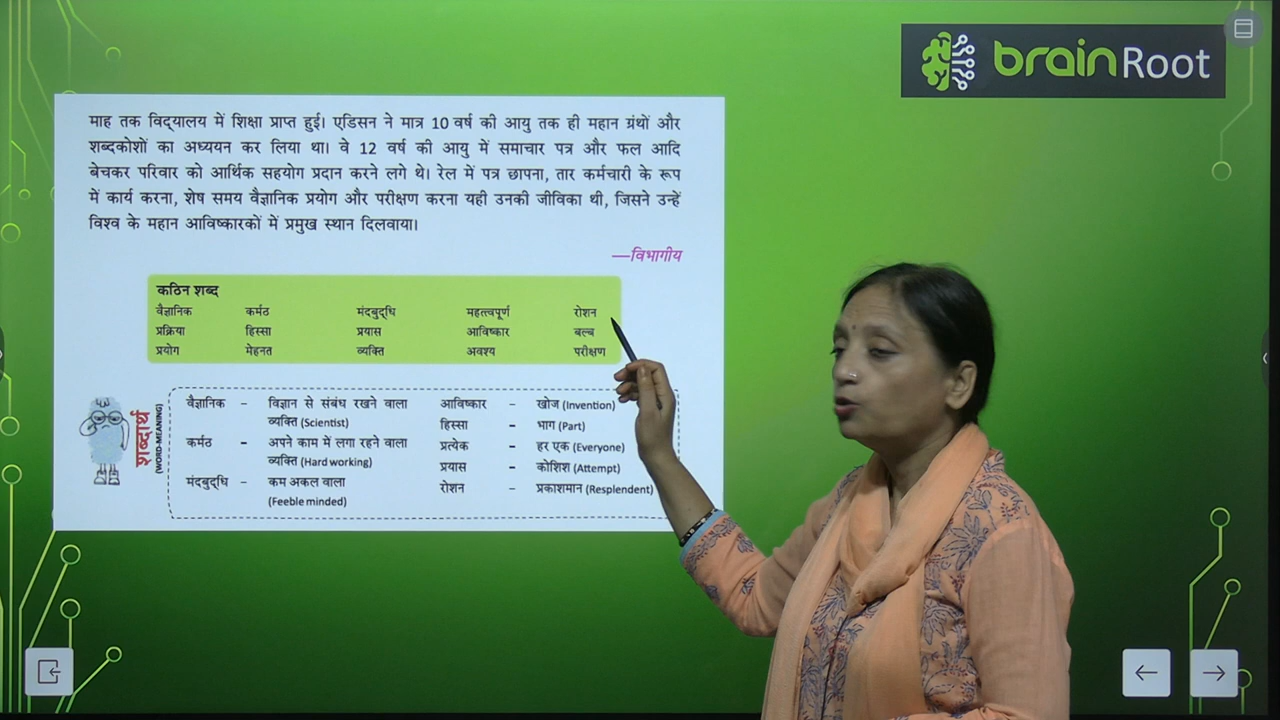 brainRoot
माह तक विद्यालय में शिक्षा प्राप्त हुई। एडिसन ने मात्र 10 वर्ष की आयु तक ही महान ग्रंथों और
शब्दकोशों का अध्ययन कर लिया था। वे 12 वर्ष की आयु में समाचार पत्र और फल आदि
बेचकर परिवार को आर्थिक सहयोग प्रदान करने लगे थे। रेल में पत्र छापना, तार कर्मचारी के रूप
में कार्य करना, शेष समय वैज्ञानिक प्रयोग और परीक्षण करना यही उनकी जीविका थी, जिसने उन्हें
विश्व के महान आविष्कारकों में प्रमुख स्थान दिलवाया।
—विभागीय
कठिन शब्द
वैज्ञानिक कर्मठ मंदबुद्धि महत्त्वपूर्ण रोशन
प्रक्रिया हिस्सा प्रयास आविष्कार बल्ब
प्रयोग मेहनत व्यक्ति अवश्य परीक्षण
शब्दार्थ
(WORD-MEANING)
वैज्ञानिक – विज्ञान से संबंध रखने वाला
व्यक्ति (Scientist)
कर्मठ – अपने काम में लगा रहने वाला
व्यक्ति (Hard working)
मंदबुद्धि – कम अकल वाला
(Feeble minded)
आविष्कार – खोज (Invention)
हिस्सा – भाग (Part)
प्रत्येक – हर एक (Everyone)
प्रयास – कोशिश (Attempt)
रोशन – प्रकाशमान (Resplendent)